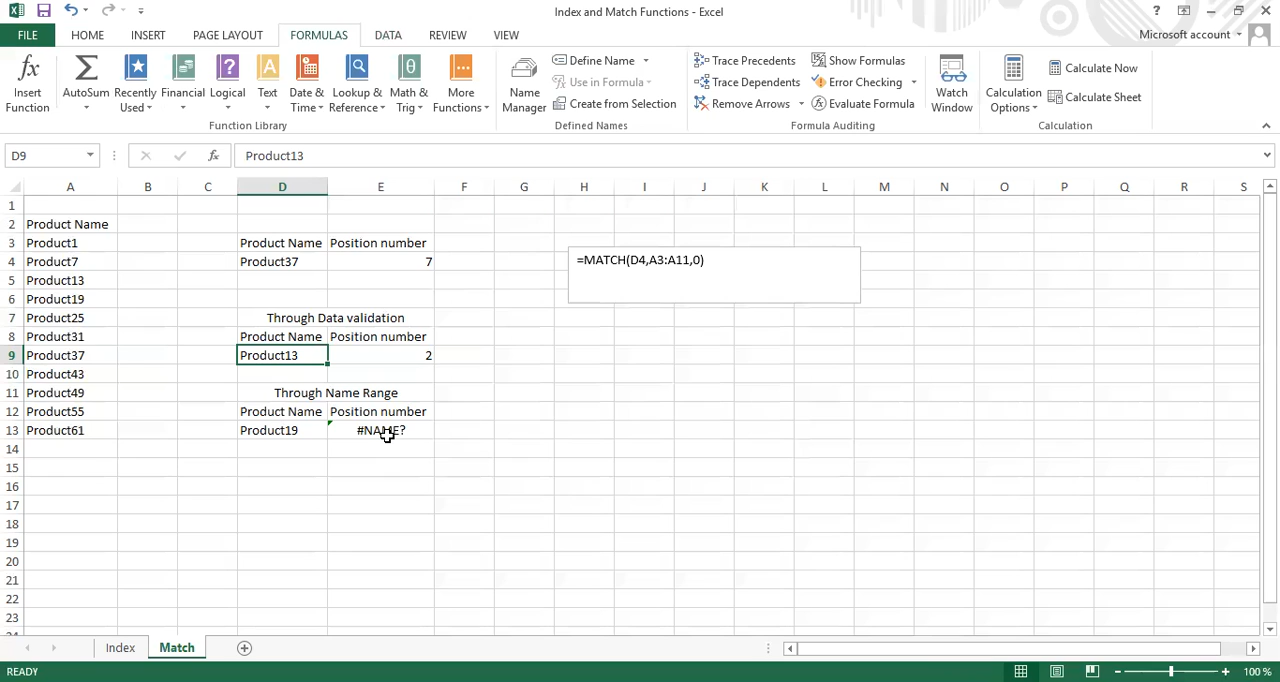 Index and Match Functions - Excel
FILE HOME INSERT PAGE LAYOUT FORMULAS DATA REVIEW VIEW Microsoft account
Insert Function
AutoSum
Recently Used
Financial
Logical
Text
Date & Time
Lookup & Reference
Math & Trig
More Functions
Function Library
Name Manager
Define Name
Use in Formula
Create from Selection
Defined Names
Trace Precedents
Trace Dependents
Remove Arrows
Show Formulas
Error Checking
Evaluate Formula
Formula Auditing
Watch Window
Calculation Options
Calculate Now
Calculate Sheet
Calculation
D9 fx Product13
A B C D E F G H I J K L M N O P Q R S
1
2 Product Name
3 Product1 Product Name Position number
4 Product7 Product37 7 =MATCH(D4,A3:A11,0)
5 Product13
6 Product19
7 Product25 Through Data validation
8 Product31 Product Name Position number
9 Product37 Product13 2
10 Product43
11 Product49 Through Name Range
12 Product55 Product Name Position number
13 Product61 Product19 #NAME?
14
15
16
17
18
19
20
21
22
23
Index Match
READY 100 %